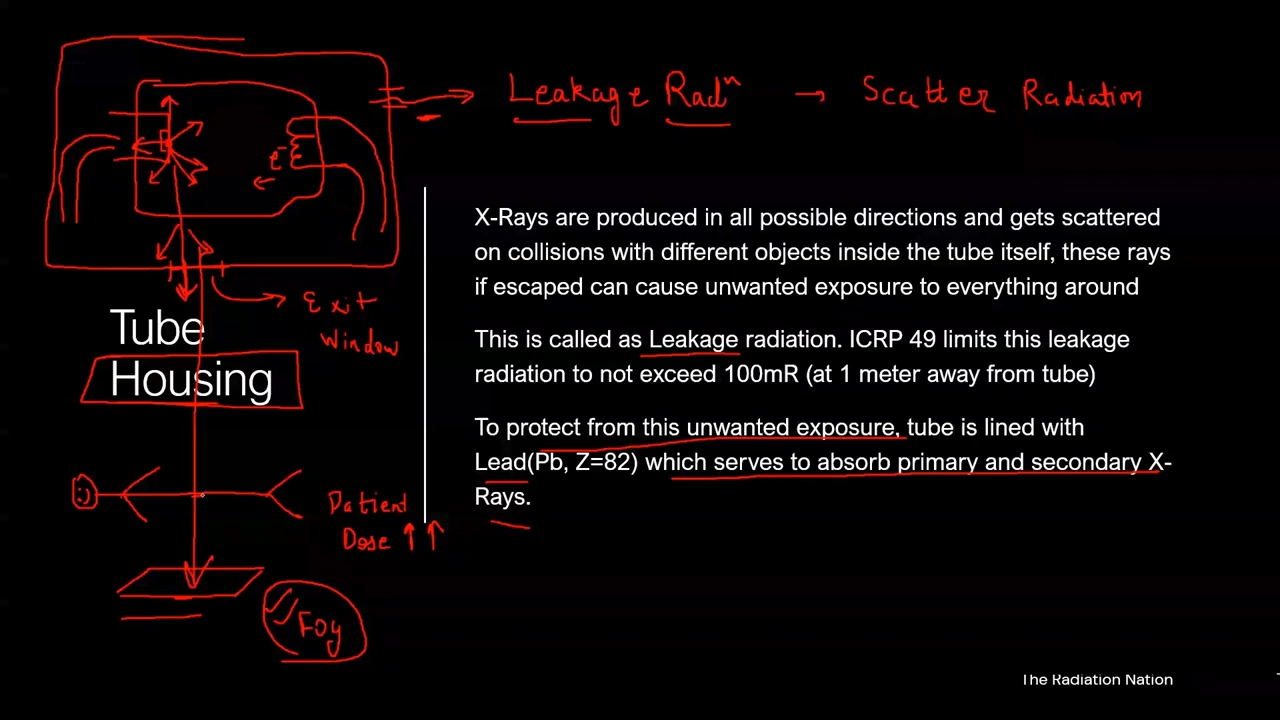 Leakage Radⁿ → Scatter Radiation
e-
X-Rays are produced in all possible directions and gets scattered
on collisions with different objects inside the tube itself, these rays
if escaped can cause unwanted exposure to everything around
Exit
Window
Tube
Housing
This is called as Leakage radiation. ICRP 49 limits this leakage
radiation to not exceed 100mR (at 1 meter away from tube)
To protect from this unwanted exposure, tube is lined with
Lead(Pb, Z=82) which serves to absorb primary and secondary X-
Rays.
Patient
Dose ↑ ↑
Fog
The Radiation Nation